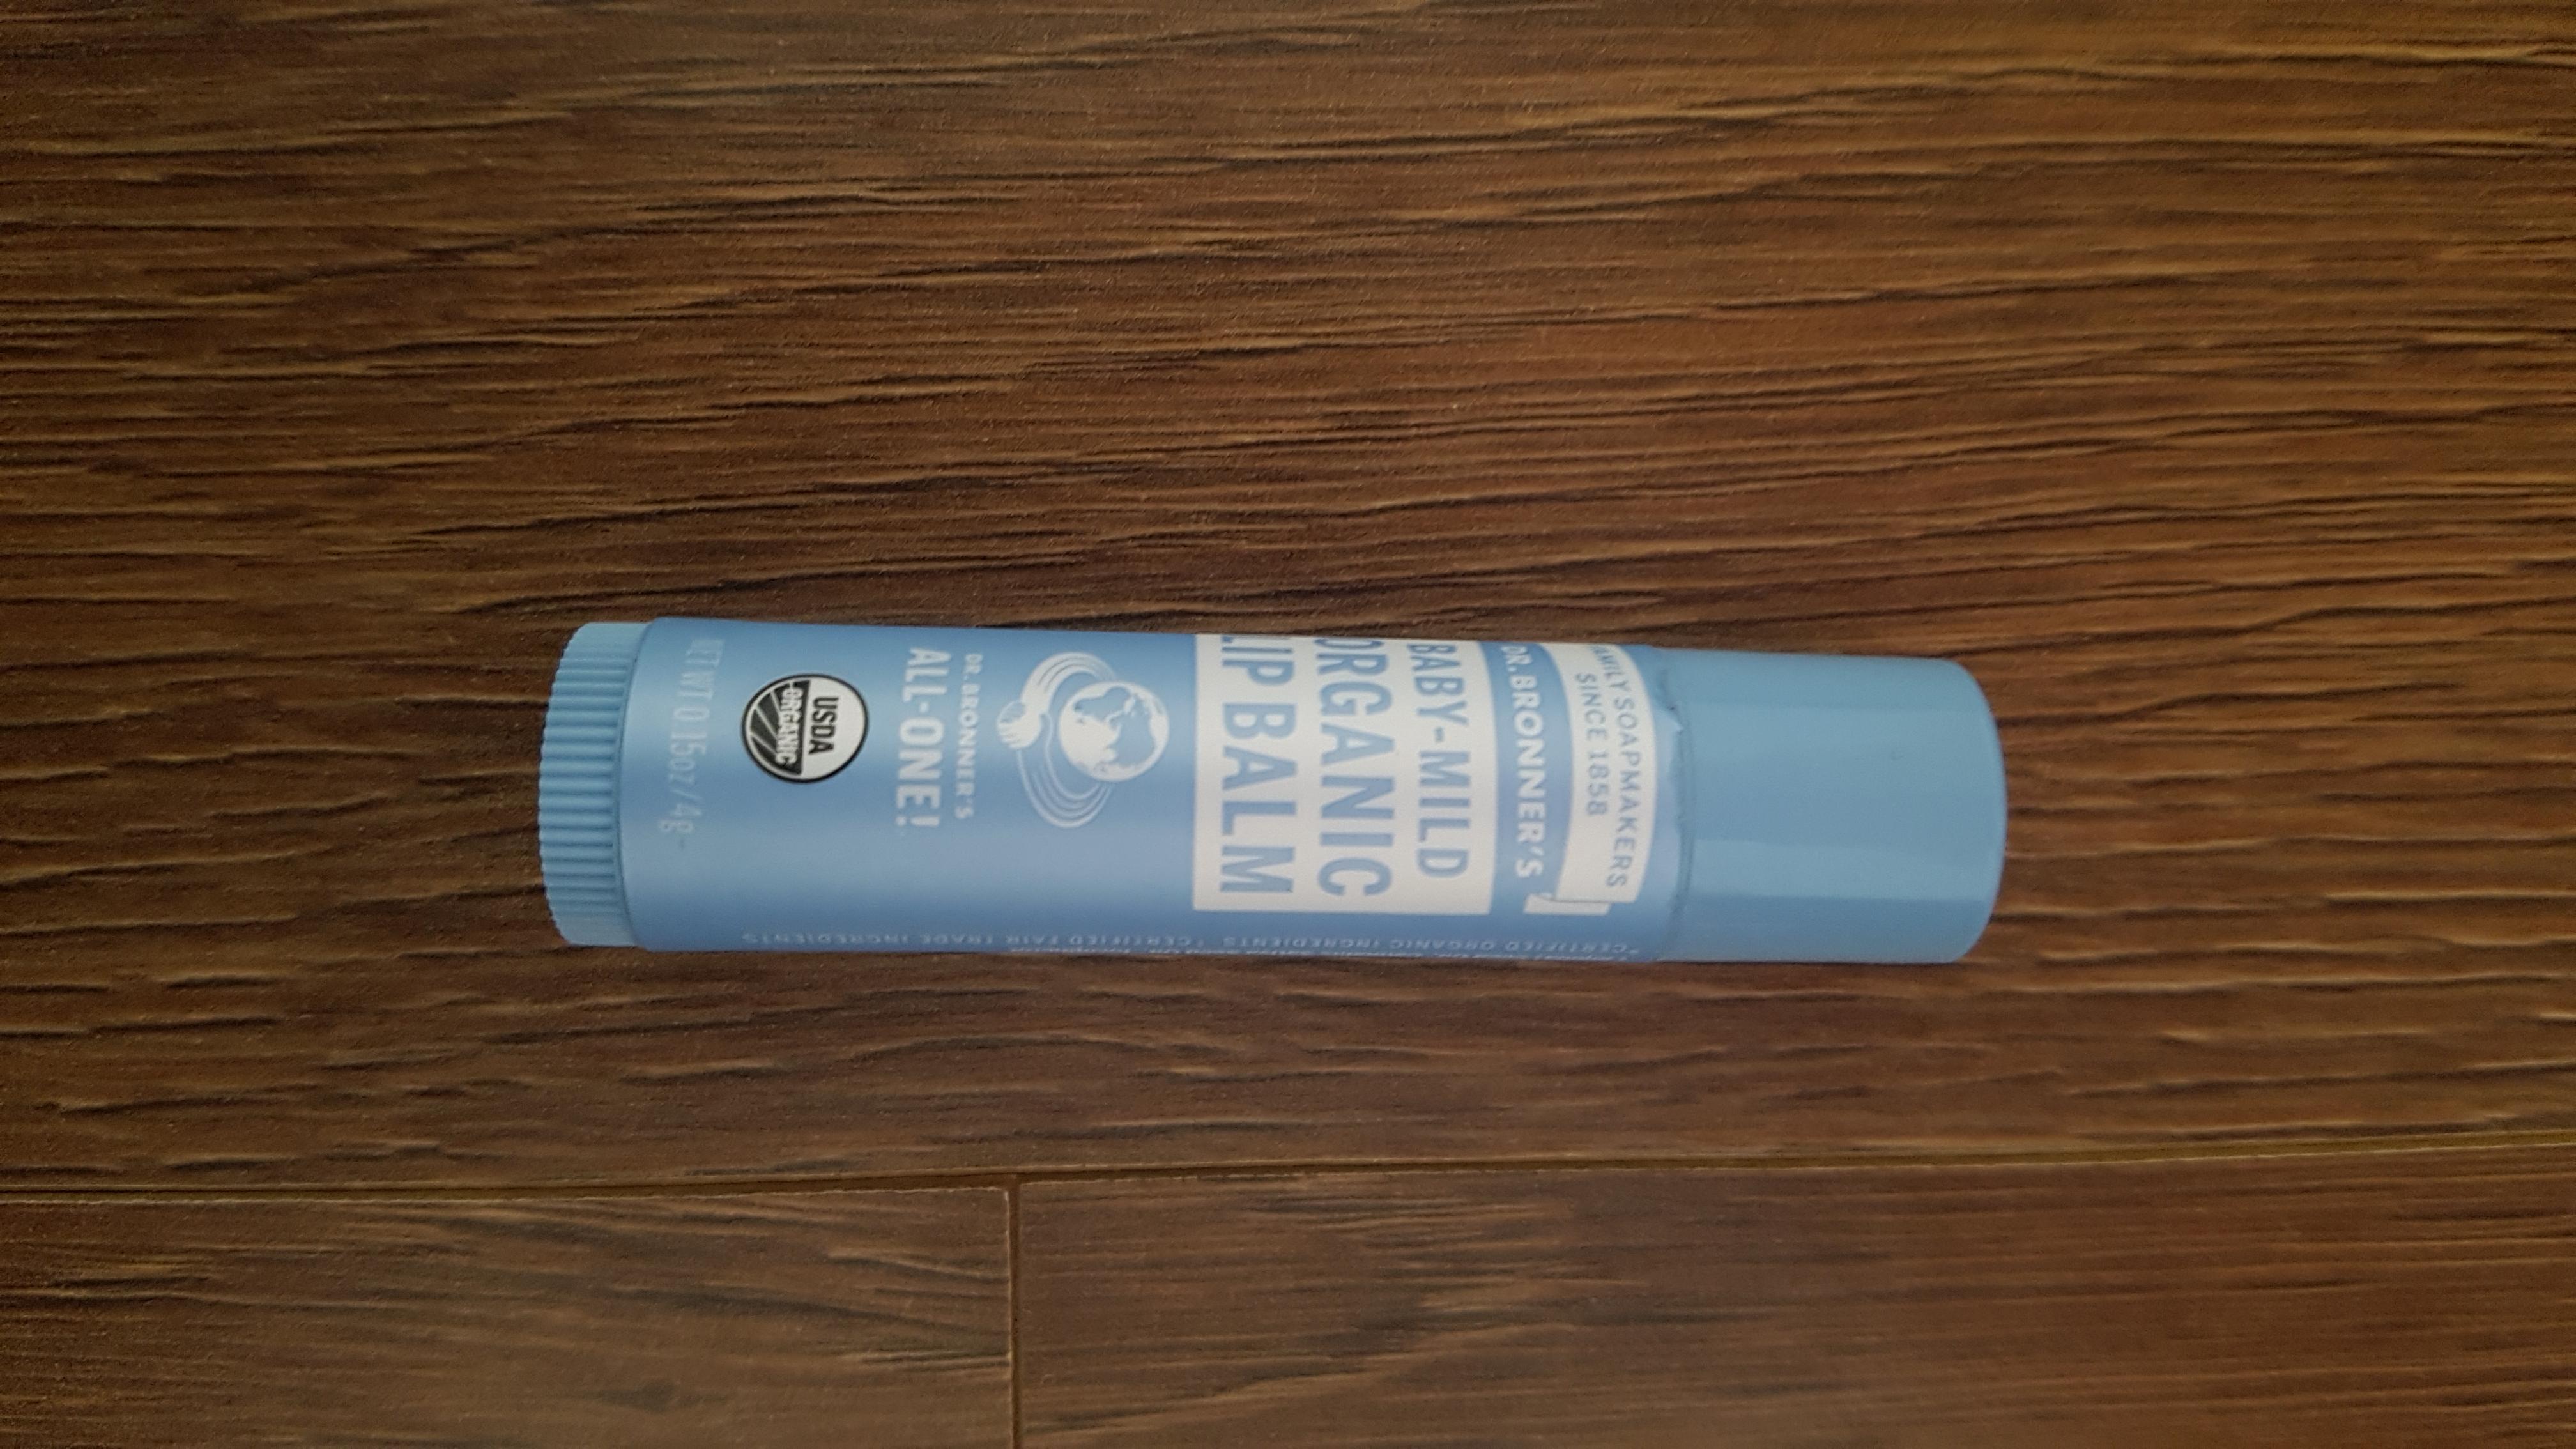 FAMILY SOAPMAKERS
SINCE 1858
DR. BRONNER'S
BABY-MILD
ORGANIC
LIP BALM
DR. BRONNER'S
ALL-ONE!
USDA
ORGANIC
NET WT 0.15oz/4g
*CERTIFIED ORGANIC INGREDIENTS
CERTIFIED FAIR TRADE INGREDIENTS